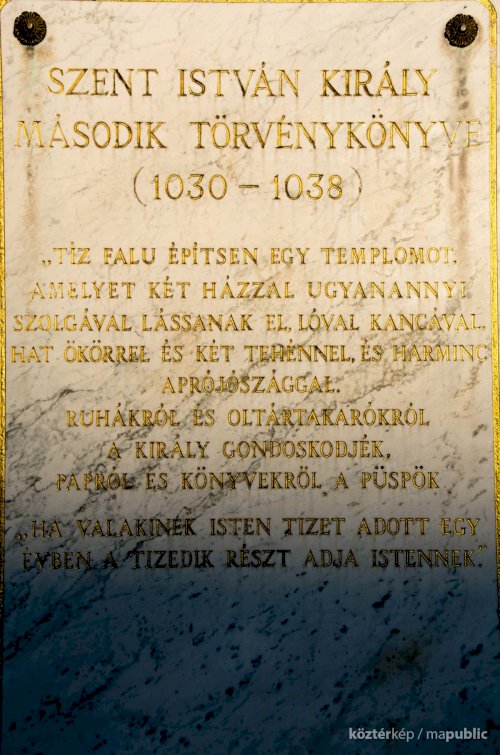 SZENT ISTVÁN KIRÁLY
MÁSODIK TÖRVÉNYKÖNYVE
(1030 – 1038)
„TÍZ FALU ÉPÍTSEN EGY TEMPLOMOT,
AMELYET KÉT HÁZZAL UGYANANNYI
SZOLGÁVAL LÁSSANAK EL, LÓVAL KANCÁVAL,
HAT ÖKÖRREL ÉS KÉT TEHÉNNEL, ÉS HARMINC
APRÓJÓSZÁGGAL.
RUHÁKRÓL ÉS OLTÁRTAKARÓKRÓL
A KIRÁLY GONDOSKODJÉK,
PAPRÓL ÉS KÖNYVEKRŐL A PÜSPÖK
„HA VALAKINEK ISTEN TIZET ADOTT EGY
ÉVBEN A TIZEDIK RÉSZT ADJA ISTENNEK.”
köztérkép / mapublic